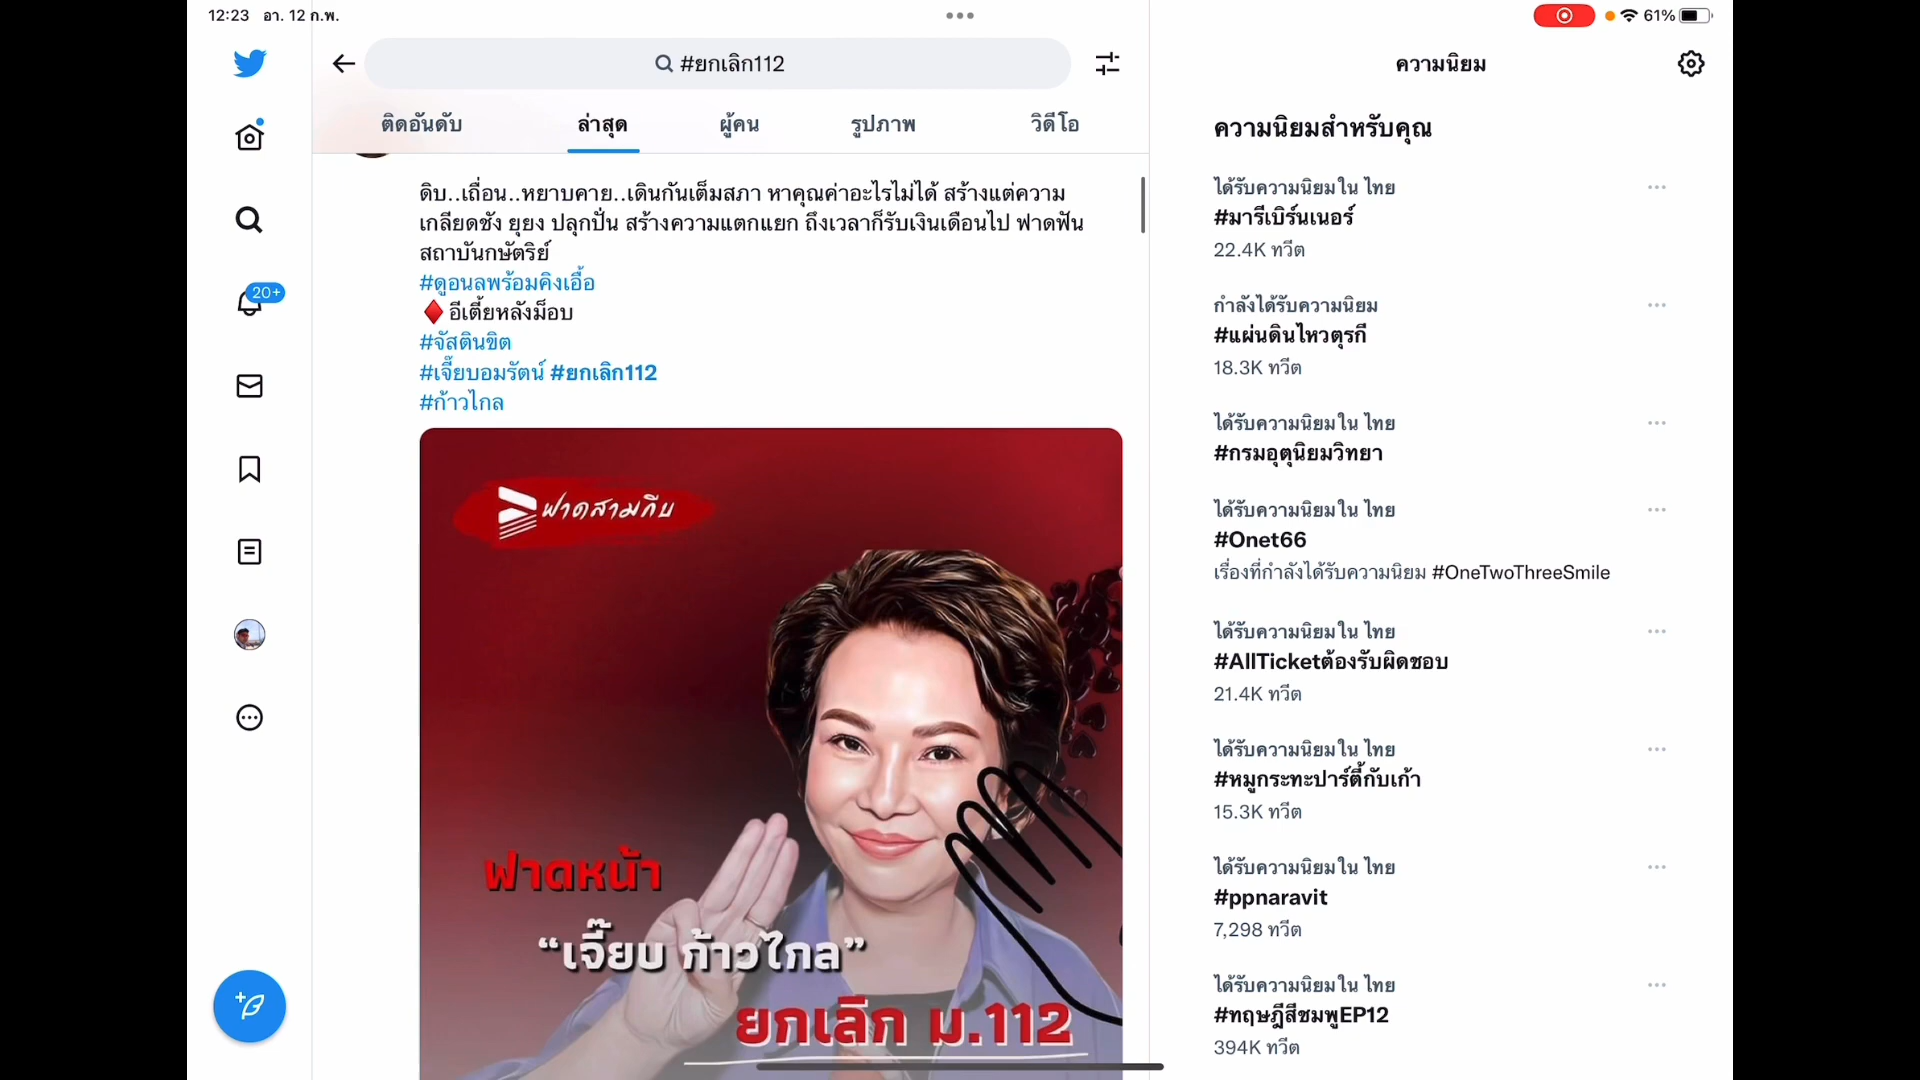 12:23 อา. 12 ก.พ.
61%
#ยกเลิก112
ติดอันดับ
ล่าสุด
ผู้คน
รูปภาพ
วิดีโอ
20+
ดิบ..เถื่อน..หยาบคาย..เดินกันเต็มสภา หาคุณค่าอะไรไม่ได้ สร้างแต่ความ
เกลียดชัง ยุยง ปลุกปั่น สร้างความแตกแยก ถึงเวลาก็รับเงินเดือนไป ฟาดฟัน
สถาบันกษัตริย์
#ดูอนลพร้อมคิงเอื้อ
อีเตี้ยหลังม็อบ
#จัสตินขิต
#เจี๊ยบอมรัตน์ #ยกเลิก112
#ก้าวไกล
ฟาดสามกีบ
ฟาดหน้า
“เจี๊ยบ ก้าวไกล”
ยกเลิก ม.112
ความนิยม
ความนิยมสำหรับคุณ
ได้รับความนิยมใน ไทย
#มารีเบิร์นเนอร์
22.4K ทวีต
กำลังได้รับความนิยม
#แผ่นดินไหวตุรกี
18.3K ทวีต
ได้รับความนิยมใน ไทย
#กรมอุตุนิยมวิทยา
ได้รับความนิยมใน ไทย
#Onet66
เรื่องที่กำลังได้รับความนิยม #OneTwoThreeSmile
ได้รับความนิยมใน ไทย
#AllTicketต้องรับผิดชอบ
21.4K ทวีต
ได้รับความนิยมใน ไทย
#หมูกระทะปาร์ตี้กับเก้า
15.3K ทวีต
ได้รับความนิยมใน ไทย
#ppnaravit
7,298 ทวีต
ได้รับความนิยมใน ไทย
#ทฤษฎีสีชมพูEP12
394K ทวีต